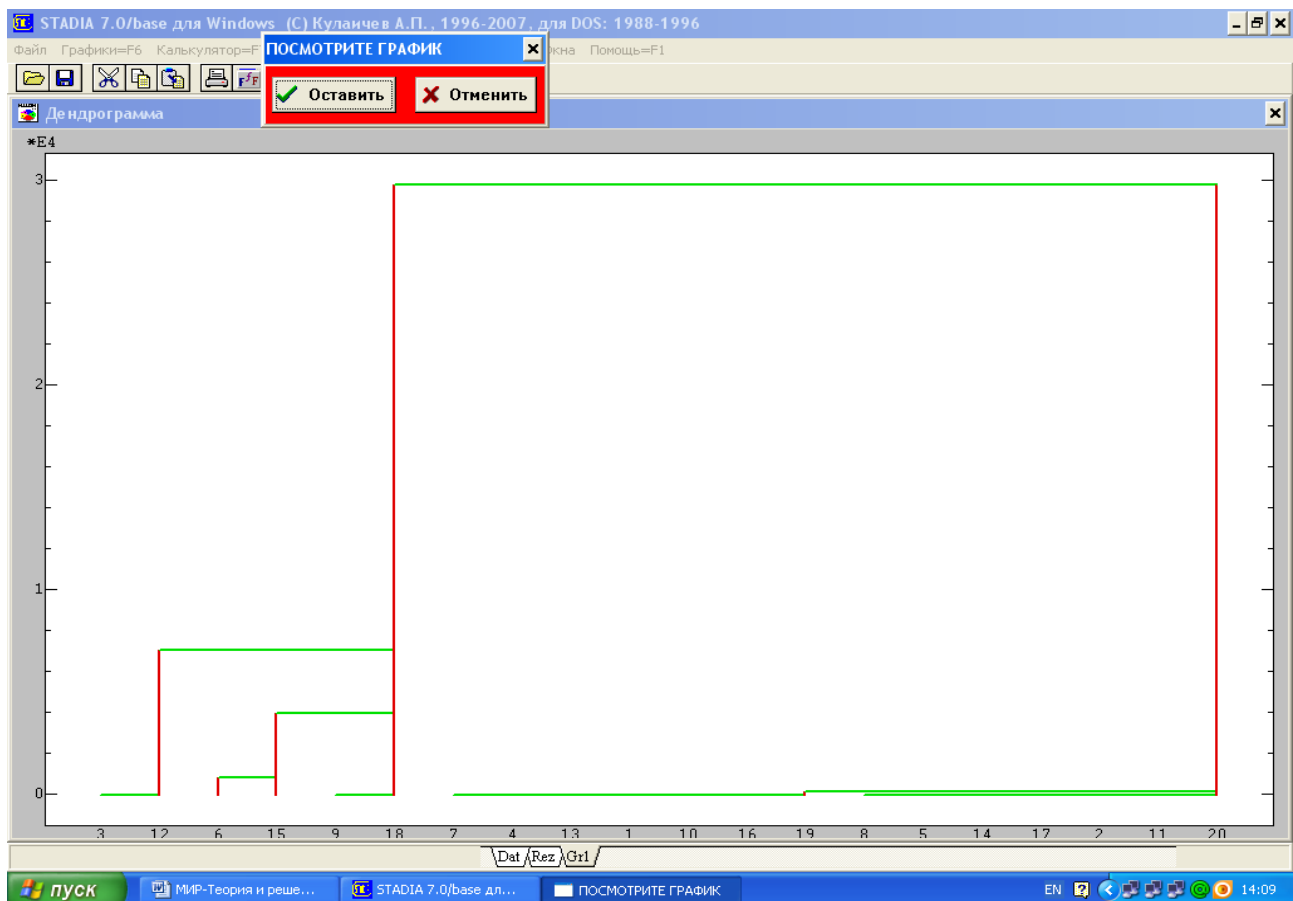 STADIA 7.0/base для Windows (C) Кулаичев А.П., 1996-2007, для DOS: 1988-1996
Файл Графики=F6 Калькулятор=F
ПОСМОТРИТЕ ГРАФИК
Помощь=F1
Оставить
Отменить
Дендрограмма
*E4
3
2
1
0
3 12 6 15 9 18 7 4 13 1 10 16 19 8 5 14 17 2 11 20
Dat Rez Gr1
пуск МИР-Теория и реше... STADIA 7.0/base дл... ПОСМОТРИТЕ ГРАФИК EN 14:09